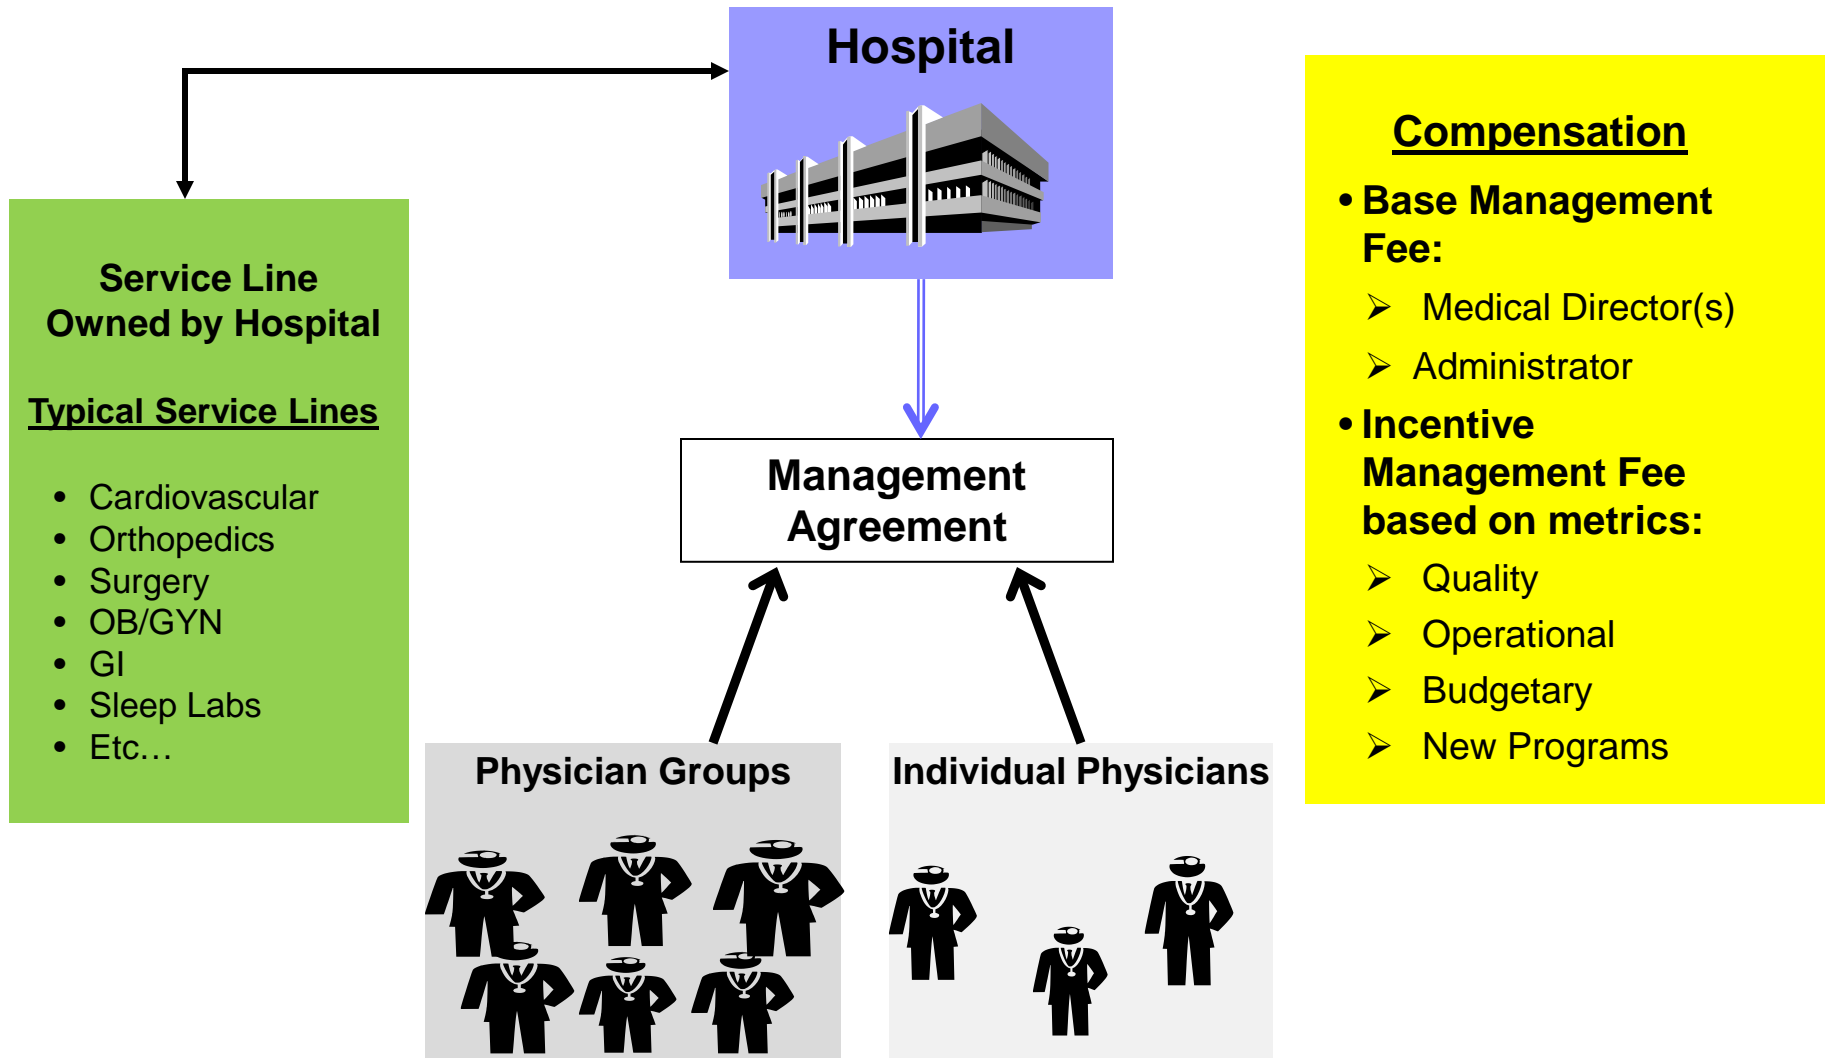 Hospital
Service Line
Owned by Hospital
Typical Service Lines
• Cardiovascular
• Orthopedics
• Surgery
• OB/GYN
• GI
• Sleep Labs
• Etc…
Management
Agreement
Physician Groups
Individual Physicians
Compensation
• Base Management
Fee:
➢ Medical Director(s)
➢ Administrator
• Incentive
Management Fee
based on metrics:
➢ Quality
➢ Operational
➢ Budgetary
➢ New Programs